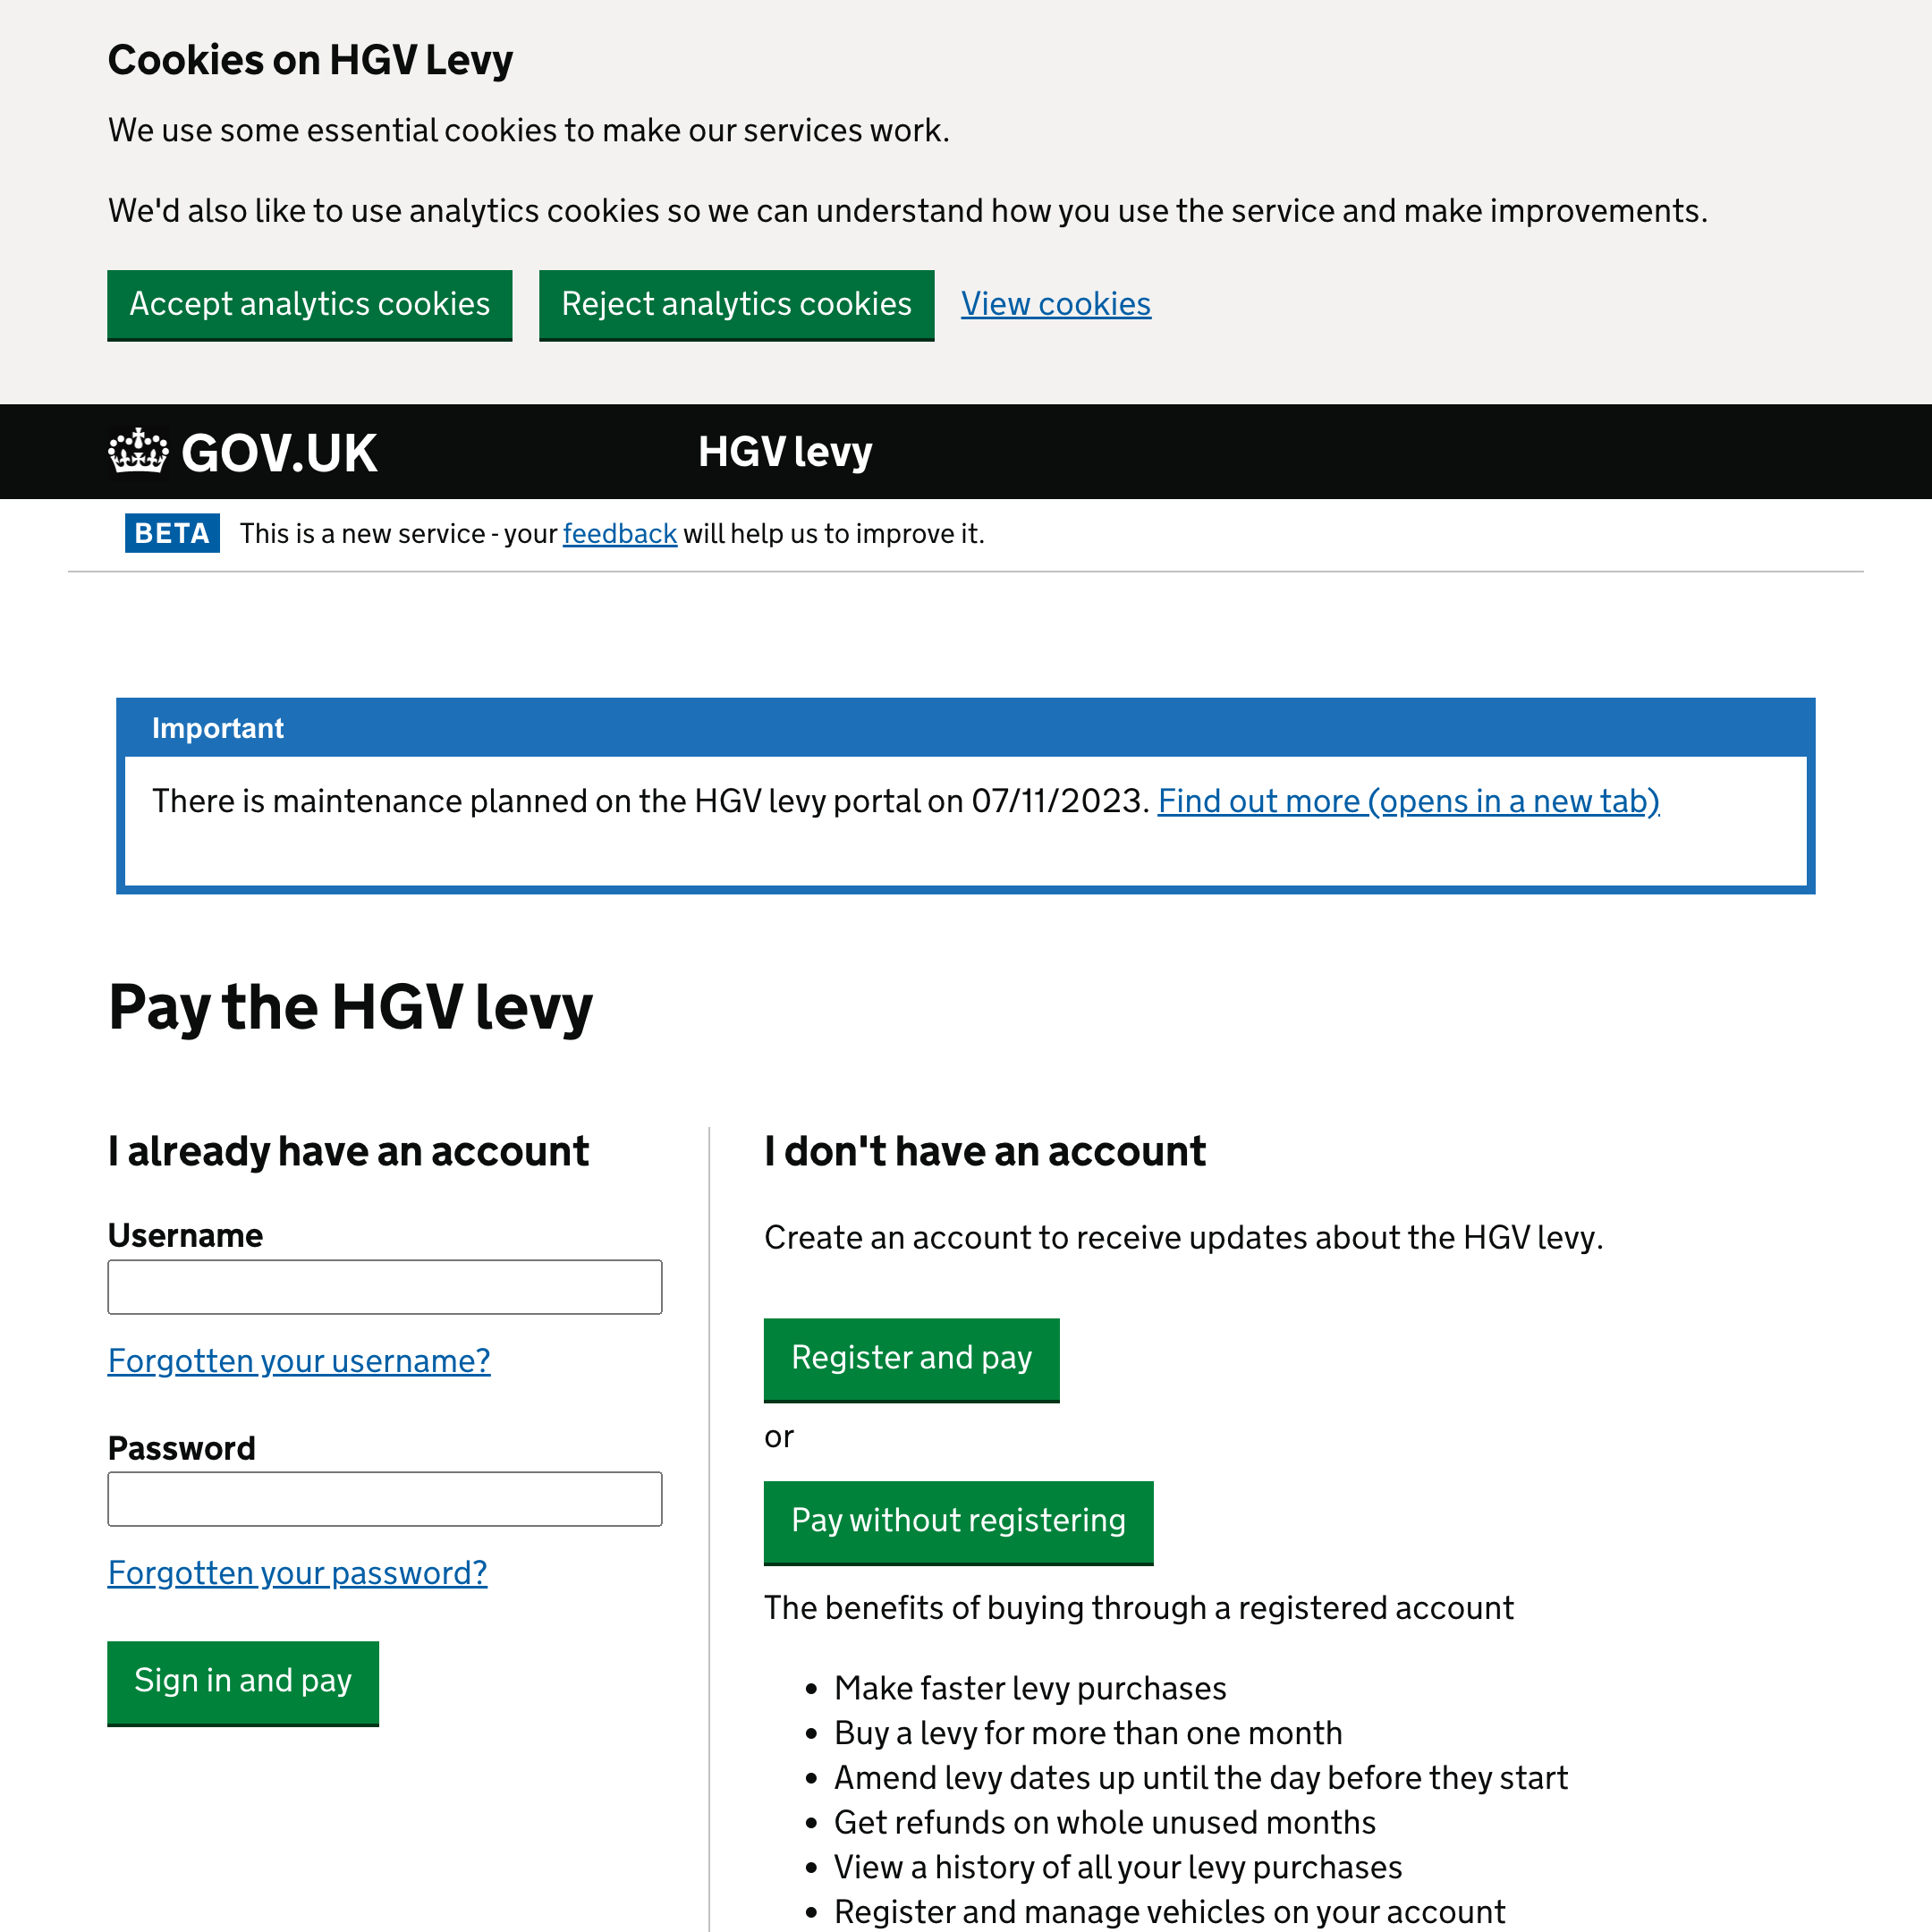 Cookies on HGV Levy
We use some essential cookies to make our services work.
We'd also like to use analytics cookies so we can understand how you use the service and make improvements.
Accept analytics cookies
Reject analytics cookies
View cookies
GOV.UK
HGV levy
BETA
This is a new service - your feedback will help us to improve it.
Important
There is maintenance planned on the HGV levy portal on 07/11/2023. Find out more (opens in a new tab)
Pay the HGV levy
I already have an account
Username
Forgotten your username?
Password
Forgotten your password?
Sign in and pay
I don't have an account
Create an account to receive updates about the HGV levy.
Register and pay
or
Pay without registering
The benefits of buying through a registered account
• Make faster levy purchases
• Buy a levy for more than one month
• Amend levy dates up until the day before they start
• Get refunds on whole unused months
• View a history of all your levy purchases
• Register and manage vehicles on your account